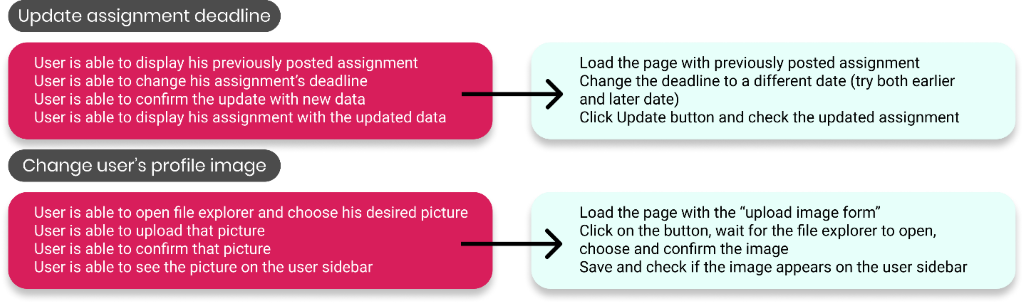 Update assignment deadline
User is able to display his previously posted assignment
User is able to change his assignment's deadline
User is able to confirm the update with new data
User is able to display his assignment with the updated data
Load the page with previously posted assignment
Change the deadline to a different date (try both earlier
and later date)
Click Update button and check the updated assignment
Change user's profile image
User is able to open file explorer and choose his desired picture
User is able to upload that picture
User is able to confirm that picture
User is able to see the picture on the user sidebar
Load the page with the “upload image form”
Click on the button, wait for the file explorer to open,
choose and confirm the image
Save and check if the image appears on the user sidebar